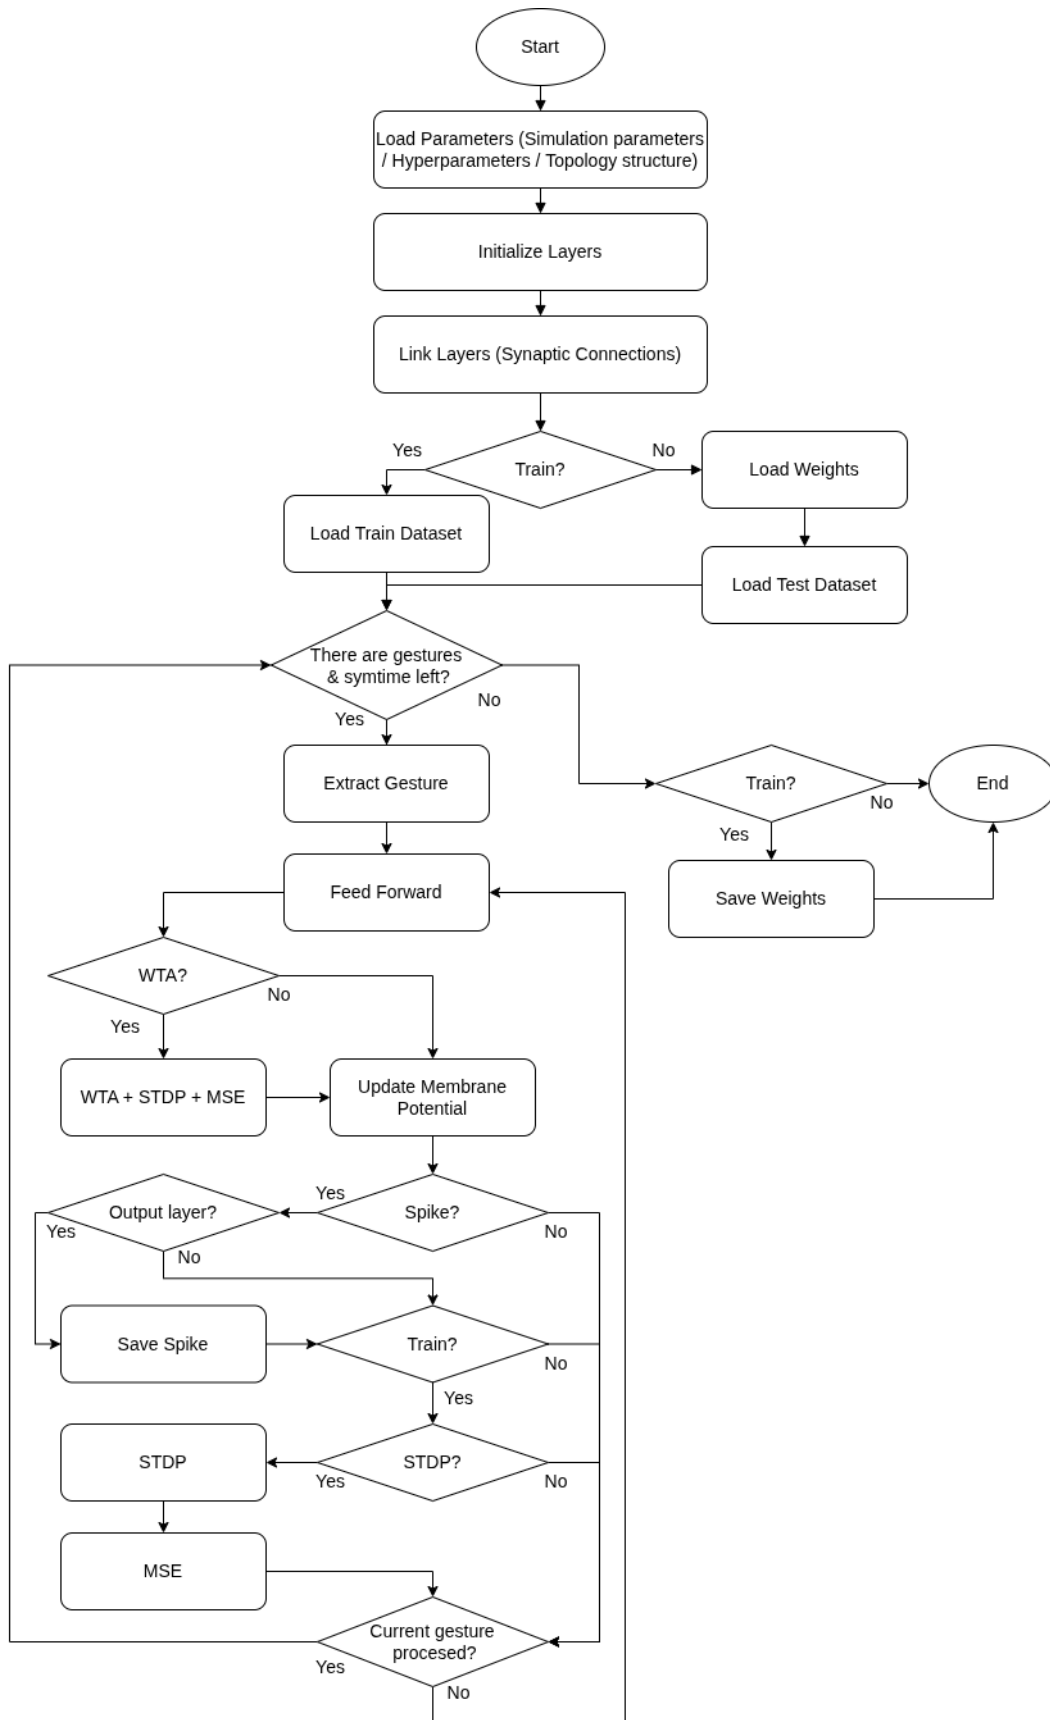 Start
Load Parameters (Simulation parameters
/ Hyperparameters / Topology structure)
Initialize Layers
Link Layers (Synaptic Connections)
Yes
Train?
No
Load Weights
Load Train Dataset
Load Test Dataset
There are gestures
& symtime left?
No
Yes
Extract Gesture
Train?
No
End
Yes
Feed Forward
Save Weights
WTA?
No
Yes
WTA + STDP + MSE
Update Membrane
Potential
Output layer?
Yes
Spike?
Yes
No
No
Save Spike
Train?
No
Yes
STDP
Yes
STDP?
No
MSE
Current gesture
procesed?
Yes
No